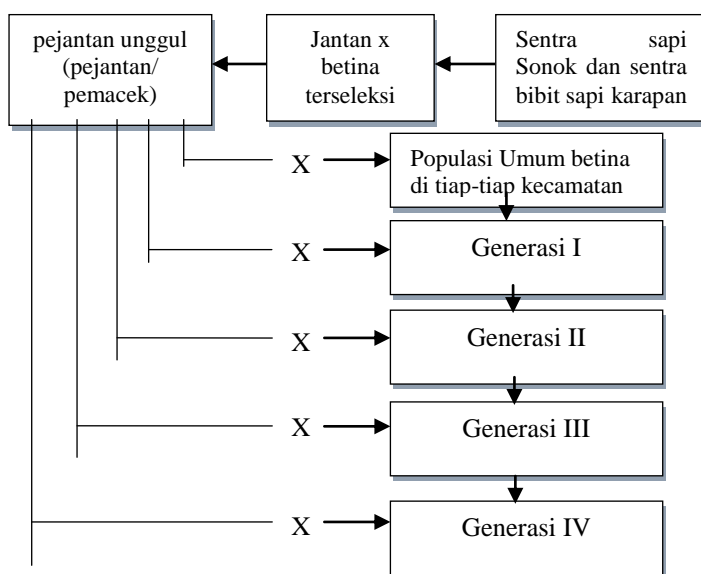 pejantan unggul
(pejantan/
pemacek)
Jantan x
betina
terseleksi
Sentra sapi
Sonok dan sentra
bibit sapi karapan
X
Populasi Umum betina
di tiap-tiap kecamatan
X
Generasi I
X
Generasi II
X
Generasi III
X
Generasi IV